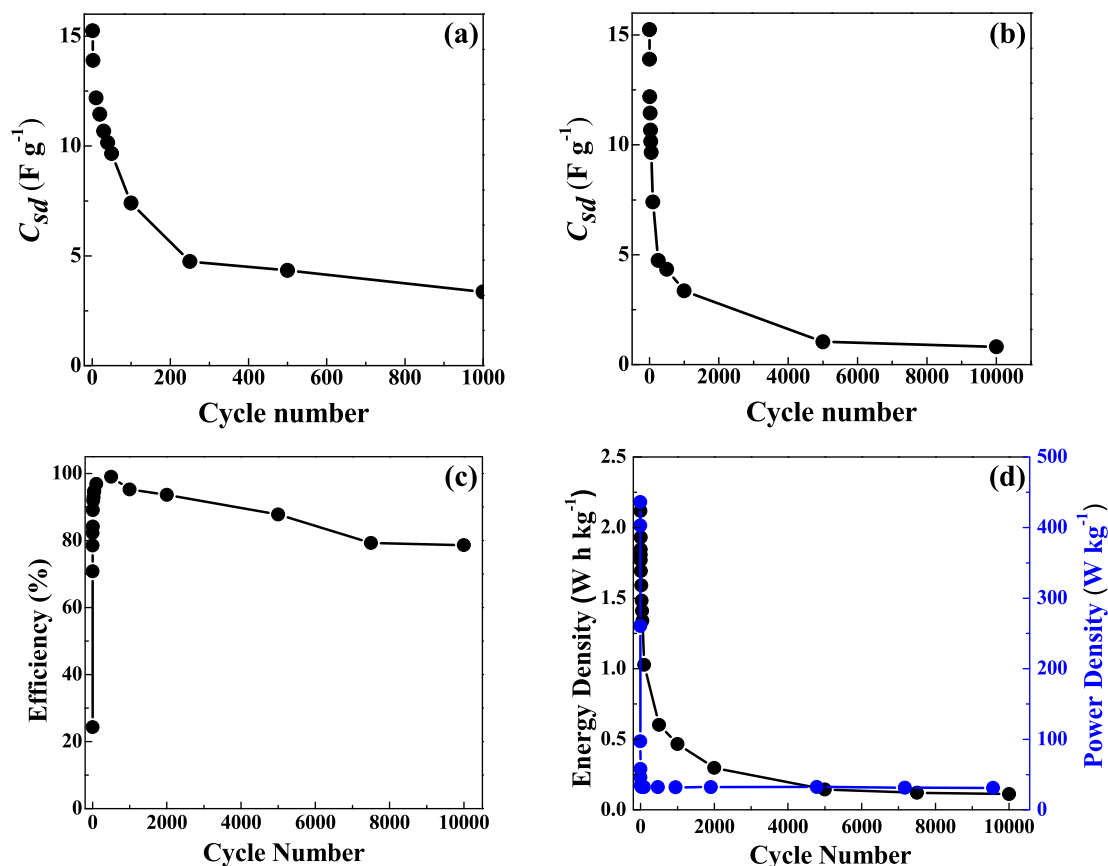 (a)
15
10
5
0
C_sd (F g⁻¹)
0 200 400 600 800 1000
Cycle number
(b)
15
10
5
0
C_sd (F g⁻¹)
0 2000 4000 6000 8000 10000
Cycle number
(c)
100
80
60
40
20
0
Efficiency (%)
0 2000 4000 6000 8000 10000
Cycle Number
(d)
2.5
2.0
1.5
1.0
0.5
0.0
Energy Density (W h kg⁻¹)
500
400
300
200
100
0
Power Density (W kg⁻¹)
0 2000 4000 6000 8000 10000
Cycle Number